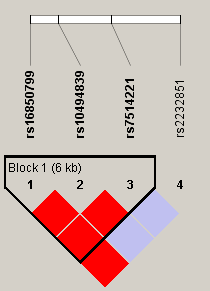 rs16850799
rs10494839
rs7514221
rs2232851
Block 1 (6 kb)
1 2 3 4